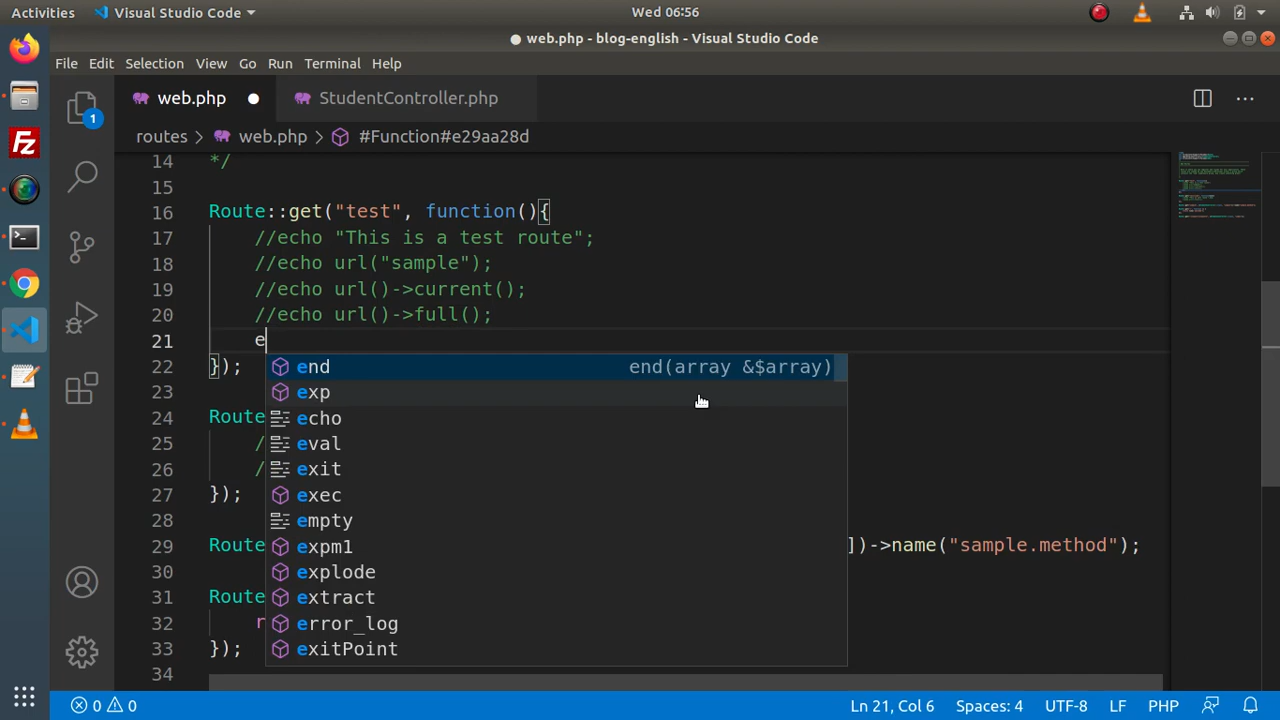 Activities Visual Studio Code Wed 06:56
● web.php - blog-english - Visual Studio Code
File Edit Selection View Go Run Terminal Help
web.php StudentController.php
routes > web.php > #Function#e29aa28d
14 */
15
16 Route::get("test", function(){
17 //echo "This is a test route";
18 //echo url("sample");
19 //echo url()->current();
20 //echo url()->full();
21 e
22 });
end end(array &$array)
23
exp
24 Route
echo
25 /
eval
26 /
exit
27 });
exec
28
empty
29 Route ])->name("sample.method");
expm1
30
explode
31 Route
extract
32 r
error_log
33 });
exitPoint
34
1
0 0 Ln 21, Col 6 Spaces: 4 UTF-8 LF PHP